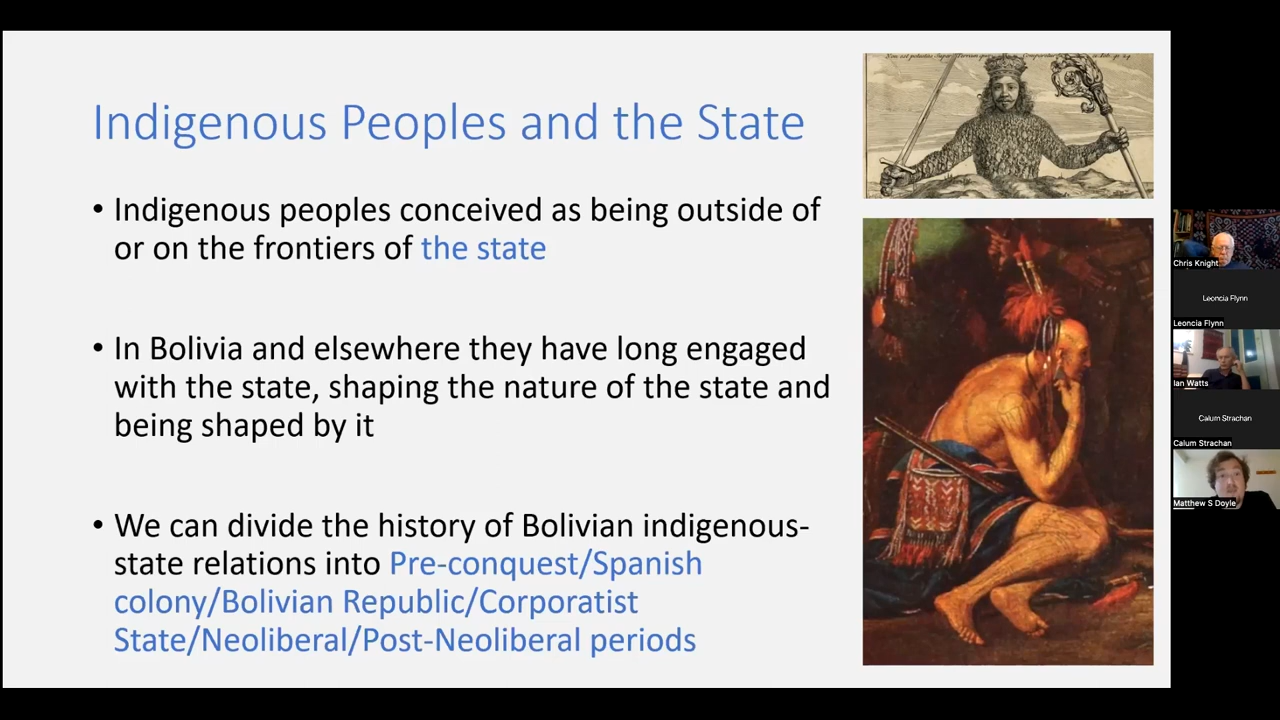 Indigenous Peoples and the State
• Indigenous peoples conceived as being outside of
or on the frontiers of the state
• In Bolivia and elsewhere they have long engaged
with the state, shaping the nature of the state and
being shaped by it
• We can divide the history of Bolivian indigenous-
state relations into Pre-conquest/Spanish
colony/Bolivian Republic/Corporatist
State/Neoliberal/Post-Neoliberal periods
Chris Knight
Leoncia Flynn
Leoncia Flynn
Ian Watts
Calum Strachan
Calum Strachan
Matthew S Doyle